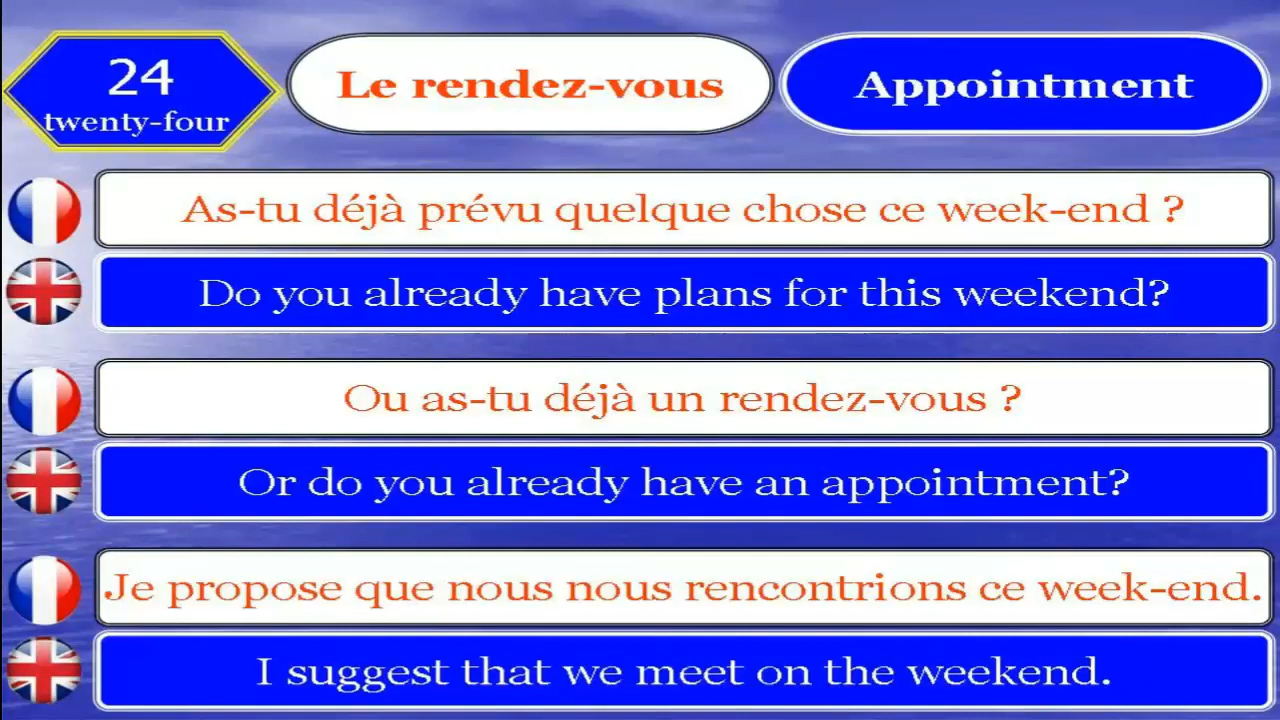 24
twenty-four
Le rendez-vous
Appointment
As-tu déjà prévu quelque chose ce week-end ?
Do you already have plans for this weekend?
Ou as-tu déjà un rendez-vous ?
Or do you already have an appointment?
Je propose que nous nous rencontrions ce week-end.
I suggest that we meet on the weekend.